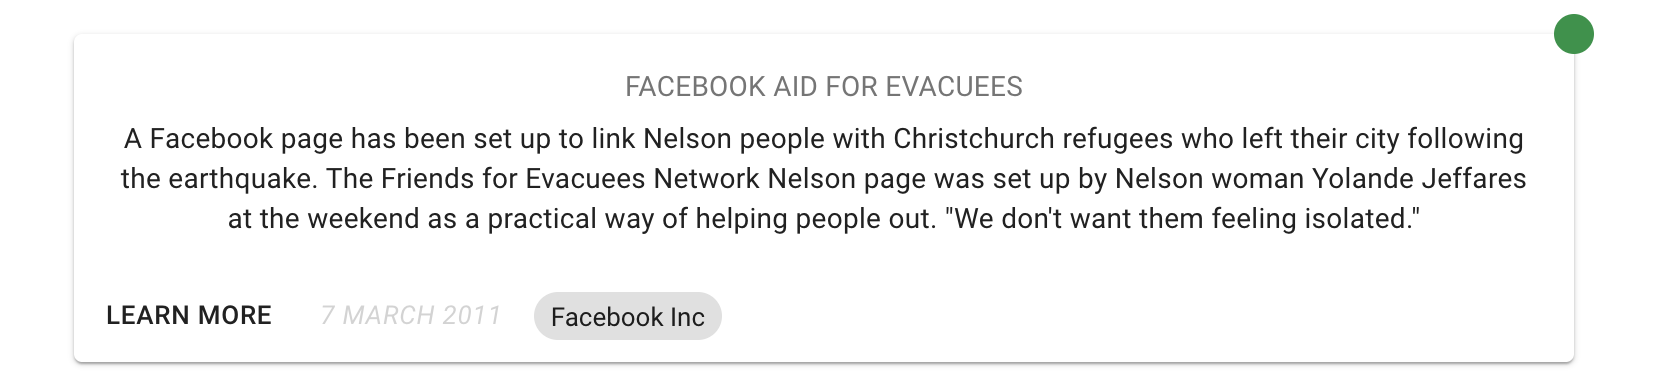 FACEBOOK AID FOR EVACUEES
A Facebook page has been set up to link Nelson people with Christchurch refugees who left their city following
the earthquake. The Friends for Evacuees Network Nelson page was set up by Nelson woman Yolande Jeffares
at the weekend as a practical way of helping people out. "We don't want them feeling isolated."
LEARN MORE 7 MARCH 2011 Facebook Inc